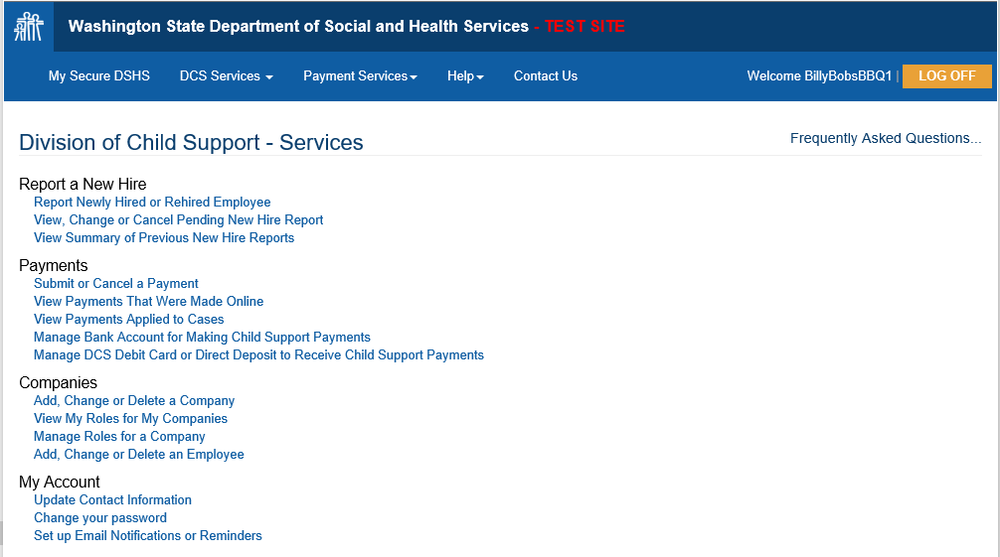 Washington State Department of Social and Health Services - TEST SITE
My Secure DSHS DCS Services Payment Services Help Contact Us Welcome BillyBobsBBQ1 | LOG OFF
Division of Child Support - Services Frequently Asked Questions...
Report a New Hire
Report Newly Hired or Rehired Employee
View, Change or Cancel Pending New Hire Report
View Summary of Previous New Hire Reports
Payments
Submit or Cancel a Payment
View Payments That Were Made Online
View Payments Applied to Cases
Manage Bank Account for Making Child Support Payments
Manage DCS Debit Card or Direct Deposit to Receive Child Support Payments
Companies
Add, Change or Delete a Company
View My Roles for My Companies
Manage Roles for a Company
Add, Change or Delete an Employee
My Account
Update Contact Information
Change your password
Set up Email Notifications or Reminders